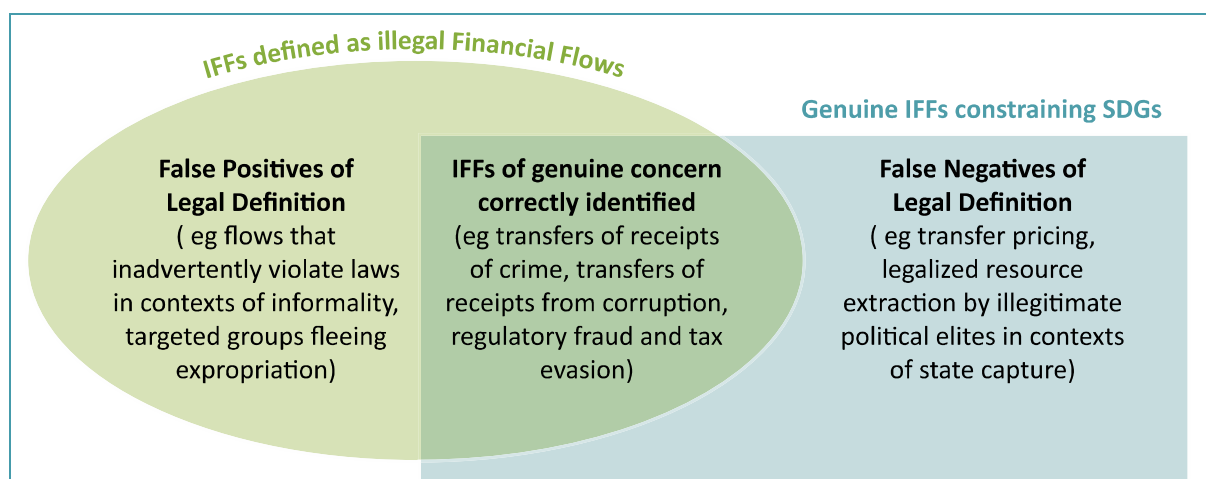 IFFs defined as illegal Financial Flows
Genuine IFFs constraining SDGs
False Positives of
Legal Definition
( eg flows that
inadvertently violate laws
in contexts of informality,
targeted groups fleeing
expropriation)
IFFs of genuine concern
correctly identified
(eg transfers of receipts
of crime, transfers of
receipts from corruption,
regulatory fraud and tax
evasion)
False Negatives of
Legal Definition
( eg transfer pricing,
legalized resource
extraction by illegitimate
political elites in contexts
of state capture)